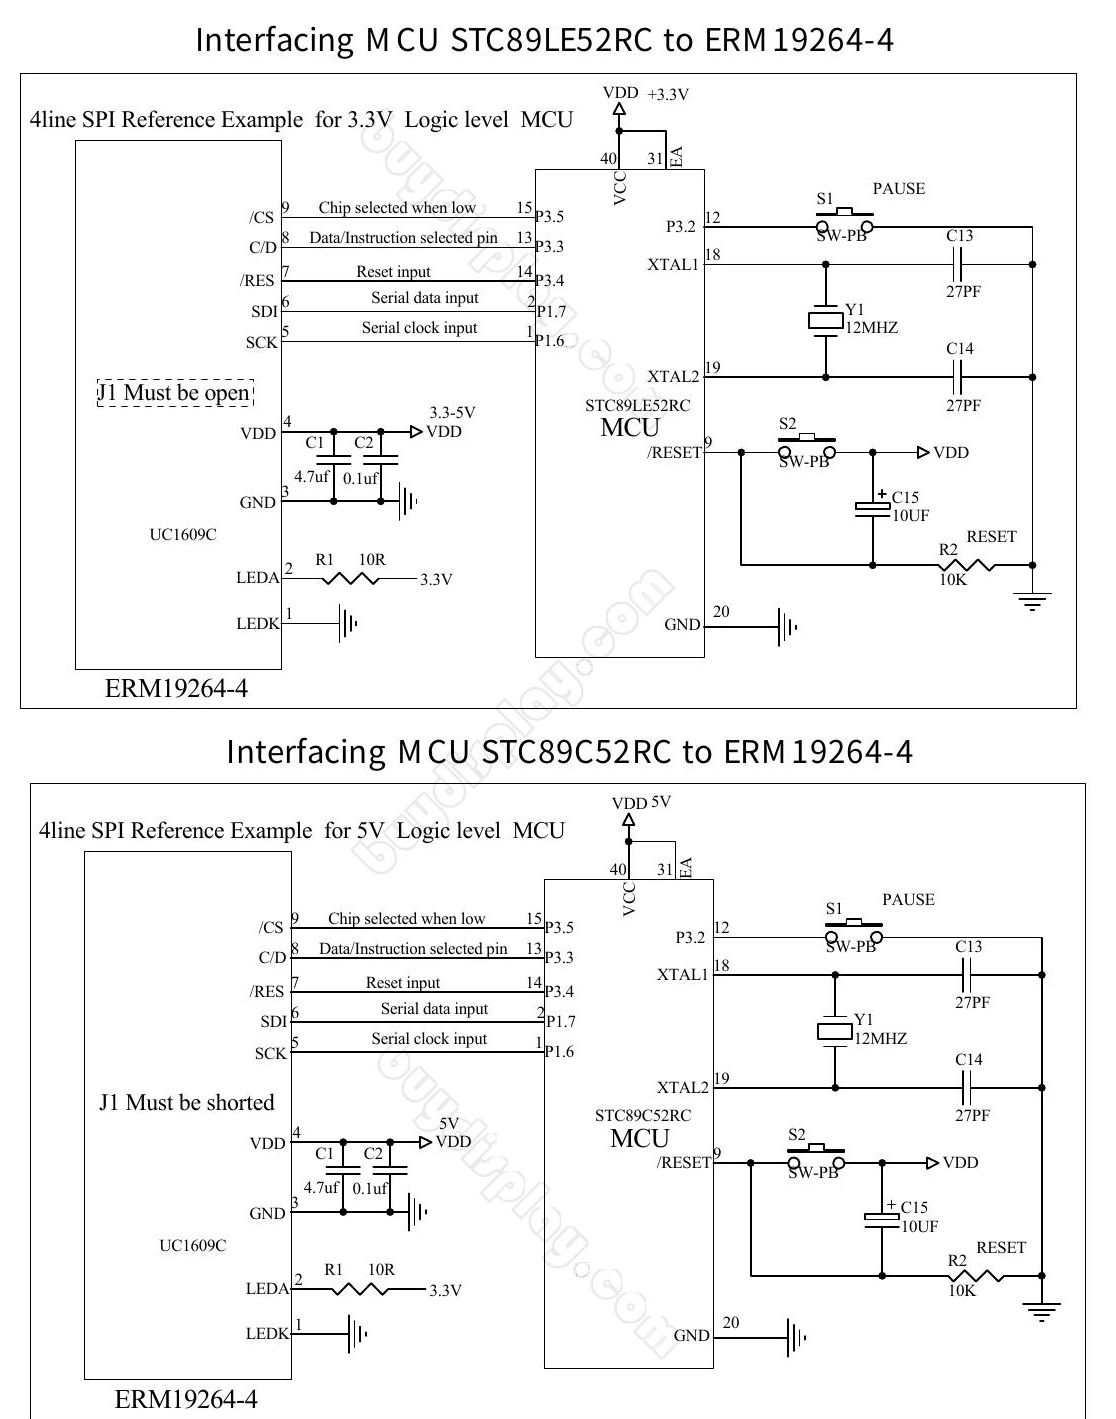 Interfacing MCU STC89LE52RC to ERM19264-4
4line SPI Reference Example for 3.3V Logic level MCU
VDD +3.3V
40 31 EA
VCC
/CS 9 Chip selected when low 15 P3.5
C/D 8 Data/Instruction selected pin 13 P3.3
/RES 7 Reset input 14 P3.4
SDI 6 Serial data input 2 P1.7
SCK 5 Serial clock input 1 P1.6
P3.2 12 S1 PAUSE
SW-PB
XTAL1 18 C13
27PF
Y1
12MHZ
XTAL2 19 C14
27PF
J1 Must be open
STC89LE52RC
MCU
VDD 4 3.3-5V
VDD
C1 C2
4.7uf 0.1uf
GND 3
/RESET 9 S2
SW-PB VDD
+ C15
10UF
UC1609C
RESET
R2
10K
LEDA 2 R1 10R 3.3V
LEDK 1
GND 20
ERM19264-4
Interfacing MCU STC89C52RC to ERM19264-4
4line SPI Reference Example for 5V Logic level MCU
VDD 5V
40 31 EA
VCC
/CS 9 Chip selected when low 15 P3.5
C/D 8 Data/Instruction selected pin 13 P3.3
/RES 7 Reset input 14 P3.4
SDI 6 Serial data input 2 P1.7
SCK 5 Serial clock input 1 P1.6
P3.2 12 S1 PAUSE
SW-PB
XTAL1 18 C13
27PF
Y1
12MHZ
XTAL2 19 C14
27PF
J1 Must be shorted
STC89C52RC
MCU
VDD 4 5V
VDD
C1 C2
4.7uf 0.1uf
GND 3
/RESET 9 S2
SW-PB VDD
+ C15
10UF
UC1609C
RESET
R2
10K
LEDA 2 R1 10R 3.3V
LEDK 1
GND 20
ERM19264-4
buydisplay.com
buydisplay.com
buydisplay.com